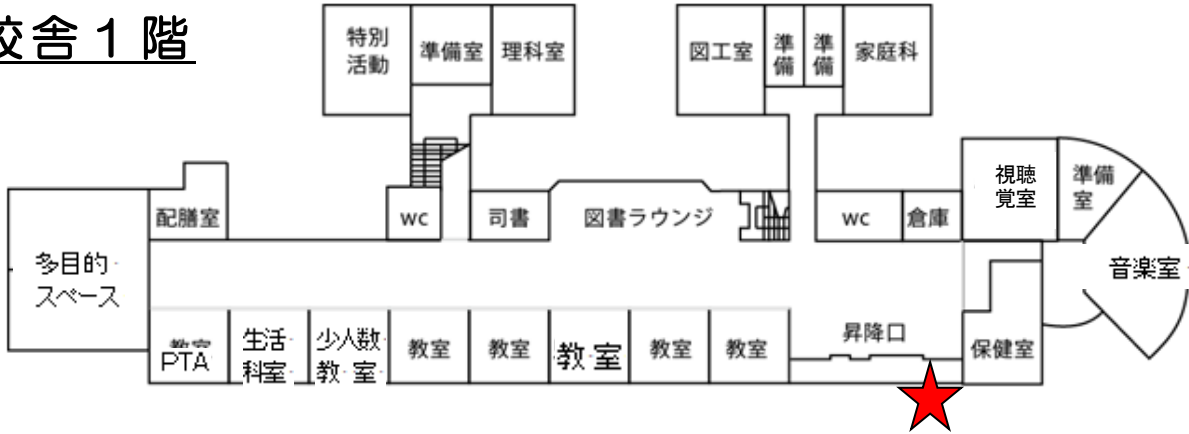 校舎１階
特別
活動
準備室
理科室
図工室
準
備
準
備
家庭科
視聴
覚室
準備
室
配膳室
wc
司書
図書ラウンジ
wc
倉庫
多目的
スペース
音楽室
教室
PTA
生活
科室
少人数
教 室
教室
教室
教 室
教室
教室
昇降口
保健室